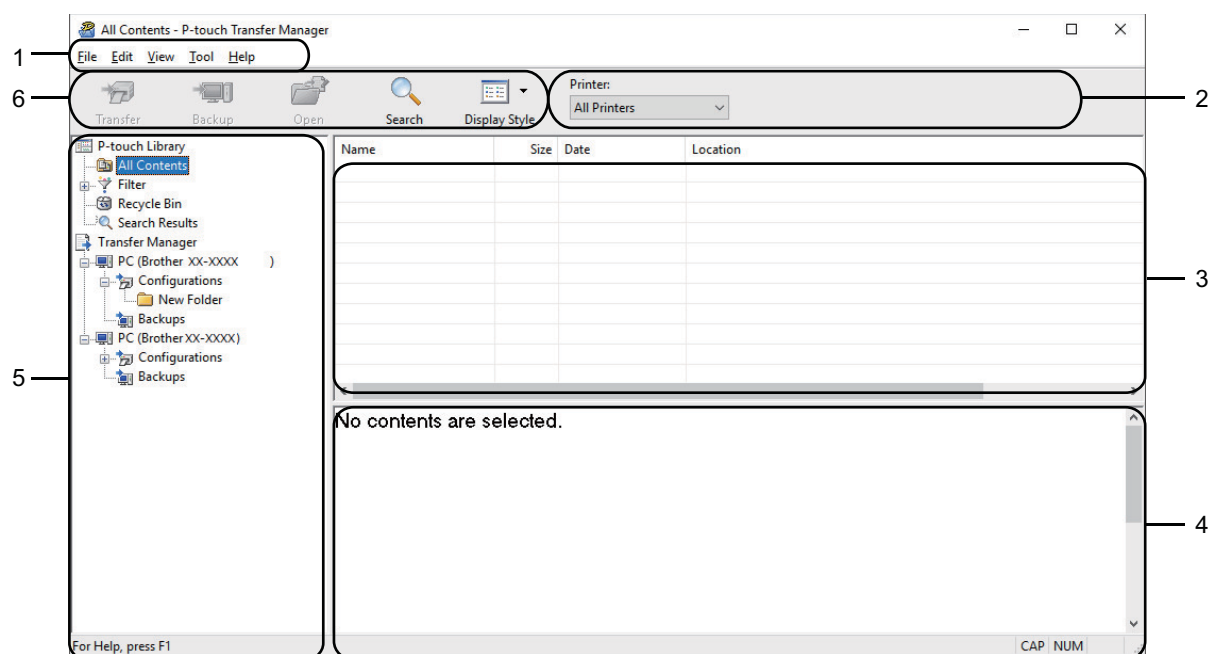 All Contents - P-touch Transfer Manager
1
File Edit View Tool Help
6
Transfer Backup Open Search Display Style
Printer:
All Printers
2
P-touch Library
All Contents
Filter
Recycle Bin
Search Results
Transfer Manager
PC (Brother XX-XXXX )
Configurations
New Folder
Backups
PC (Brother XX-XXXX)
Configurations
Backups
5
Name Size Date Location
3
No contents are selected.
4
For Help, press F1
CAP NUM